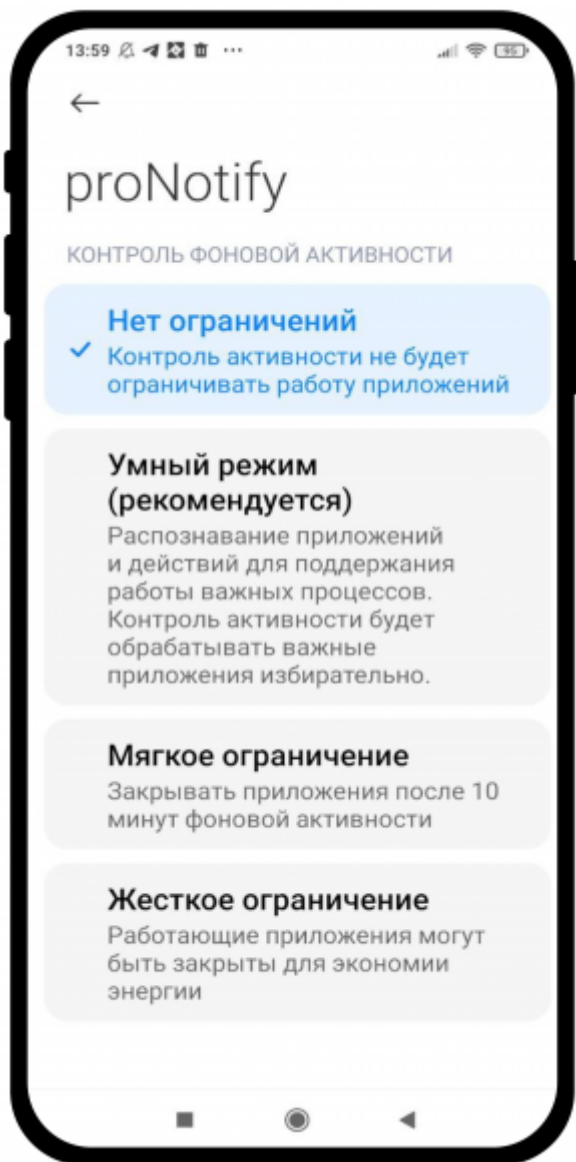 13:59
95
proNotify
КОНТРОЛЬ ФОНОВОЙ АКТИВНОСТИ
Нет ограничений
Контроль активности не будет
ограничивать работу приложений
Умный режим
(рекомендуется)
Распознавание приложений
и действий для поддержания
работы важных процессов.
Контроль активности будет
обрабатывать важные
приложения избирательно.
Мягкое ограничение
Закрывать приложения после 10
минут фоновой активности
Жесткое ограничение
Работающие приложения могут
быть закрыты для экономии
энергии